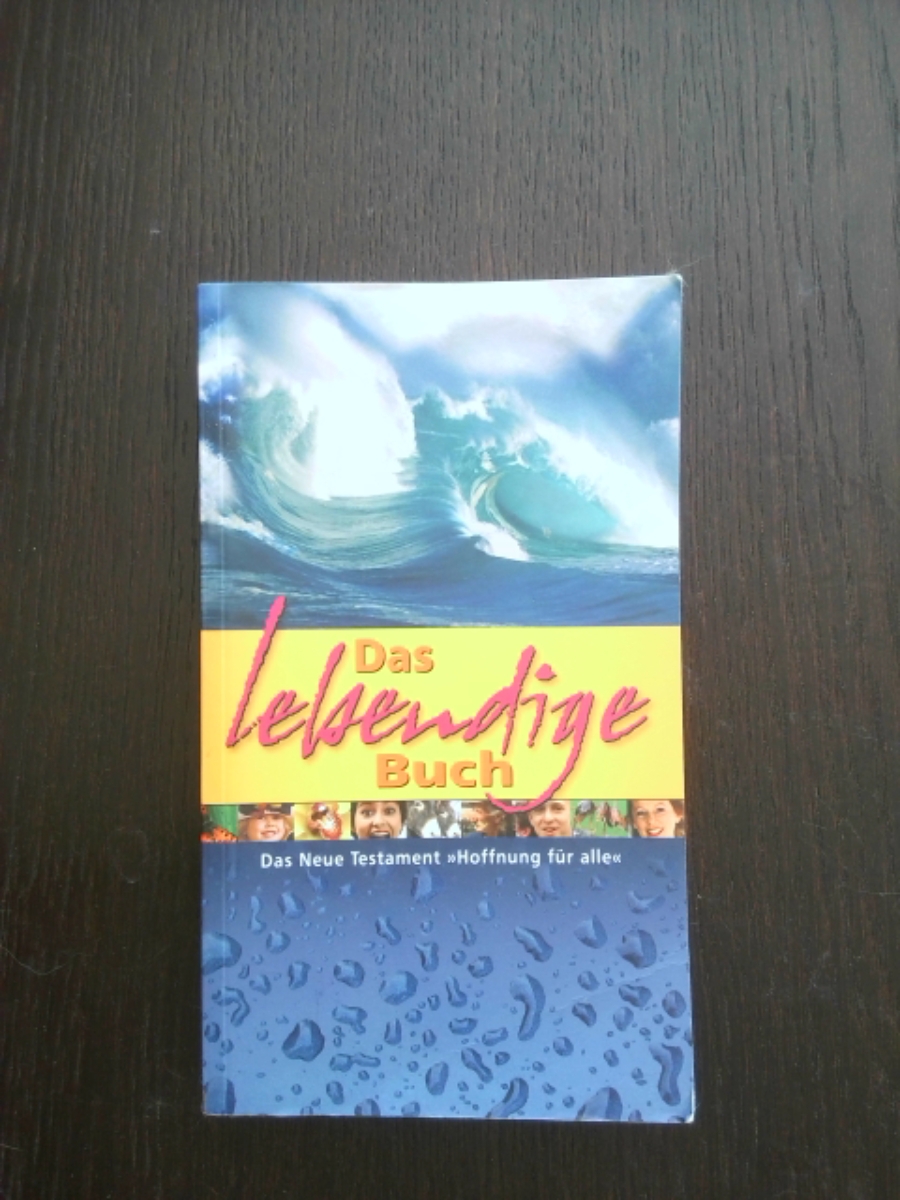 Das
lebendige
Buch
Das Neue Testament »Hoffnung für alle«